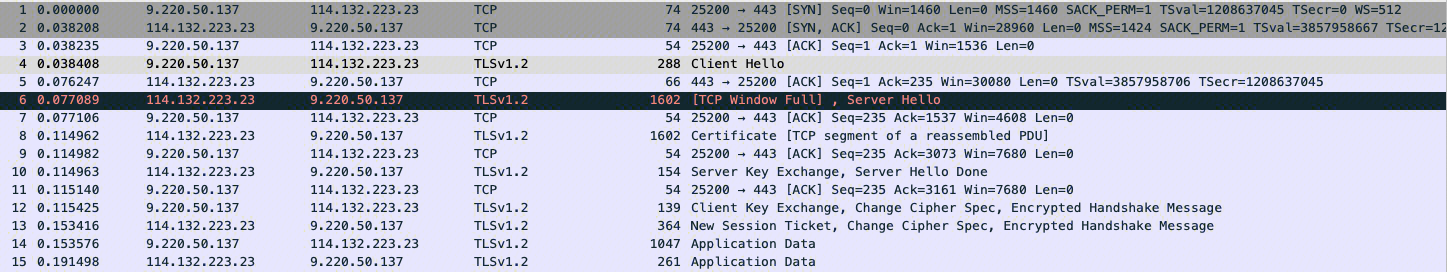 1 0.000000 9.220.50.137 114.132.223.23 TCP 74 25200 → 443 [SYN] Seq=0 Win=1460 Len=0 MSS=1460 SACK_PERM=1 TSval=1208637045 TSecr=0 WS=512
2 0.038208 114.132.223.23 9.220.50.137 TCP 74 443 → 25200 [SYN, ACK] Seq=0 Ack=1 Win=28960 Len=0 MSS=1424 SACK_PERM=1 TSval=3857958667 TSecr=12
3 0.038235 9.220.50.137 114.132.223.23 TCP 54 25200 → 443 [ACK] Seq=1 Ack=1 Win=1536 Len=0
4 0.038408 9.220.50.137 114.132.223.23 TLSv1.2 288 Client Hello
5 0.076247 114.132.223.23 9.220.50.137 TCP 66 443 → 25200 [ACK] Seq=1 Ack=235 Win=30080 Len=0 TSval=3857958706 TSecr=1208637045
6 0.077089 114.132.223.23 9.220.50.137 TLSv1.2 1602 [TCP Window Full] , Server Hello
7 0.077106 9.220.50.137 114.132.223.23 TCP 54 25200 → 443 [ACK] Seq=235 Ack=1537 Win=4608 Len=0
8 0.114962 114.132.223.23 9.220.50.137 TLSv1.2 1602 Certificate [TCP segment of a reassembled PDU]
9 0.114982 9.220.50.137 114.132.223.23 TCP 54 25200 → 443 [ACK] Seq=235 Ack=3073 Win=7680 Len=0
10 0.114963 114.132.223.23 9.220.50.137 TLSv1.2 154 Server Key Exchange, Server Hello Done
11 0.115140 9.220.50.137 114.132.223.23 TCP 54 25200 → 443 [ACK] Seq=235 Ack=3161 Win=7680 Len=0
12 0.115425 9.220.50.137 114.132.223.23 TLSv1.2 139 Client Key Exchange, Change Cipher Spec, Encrypted Handshake Message
13 0.153416 114.132.223.23 9.220.50.137 TLSv1.2 364 New Session Ticket, Change Cipher Spec, Encrypted Handshake Message
14 0.153576 9.220.50.137 114.132.223.23 TLSv1.2 1047 Application Data
15 0.191498 114.132.223.23 9.220.50.137 TLSv1.2 261 Application Data